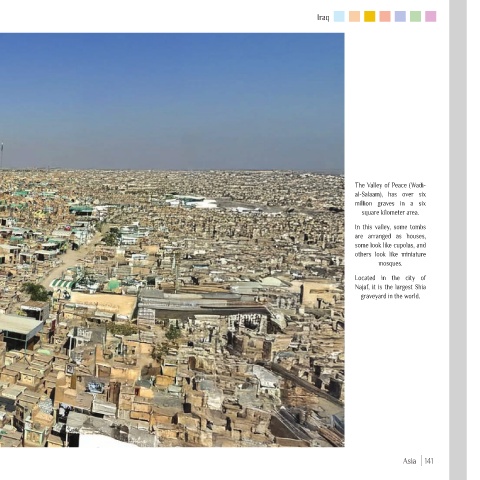 Iraq
The Valley of Peace (Wadi-
al-Salaam), has over six
million graves in a six
square kilometer area.
In this valley, some tombs
are arranged as houses,
some look like cupolas, and
others look like miniature
mosques.
Located in the city of
Najaf, it is the largest Shia
graveyard in the world.
Asia 141